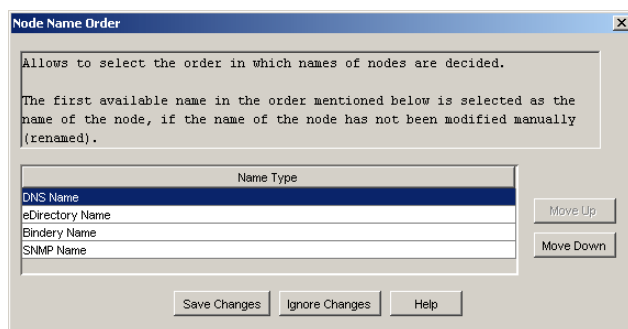 Node Name Order
Allows to select the order in which names of nodes are decided.
The first available name in the order mentioned below is selected as the
name of the node, if the name of the node has not been modified manually
(renamed).
Name Type
DNS Name
eDirectory Name
Bindery Name
SNMP Name
Move Up
Move Down
Save Changes
Ignore Changes
Help